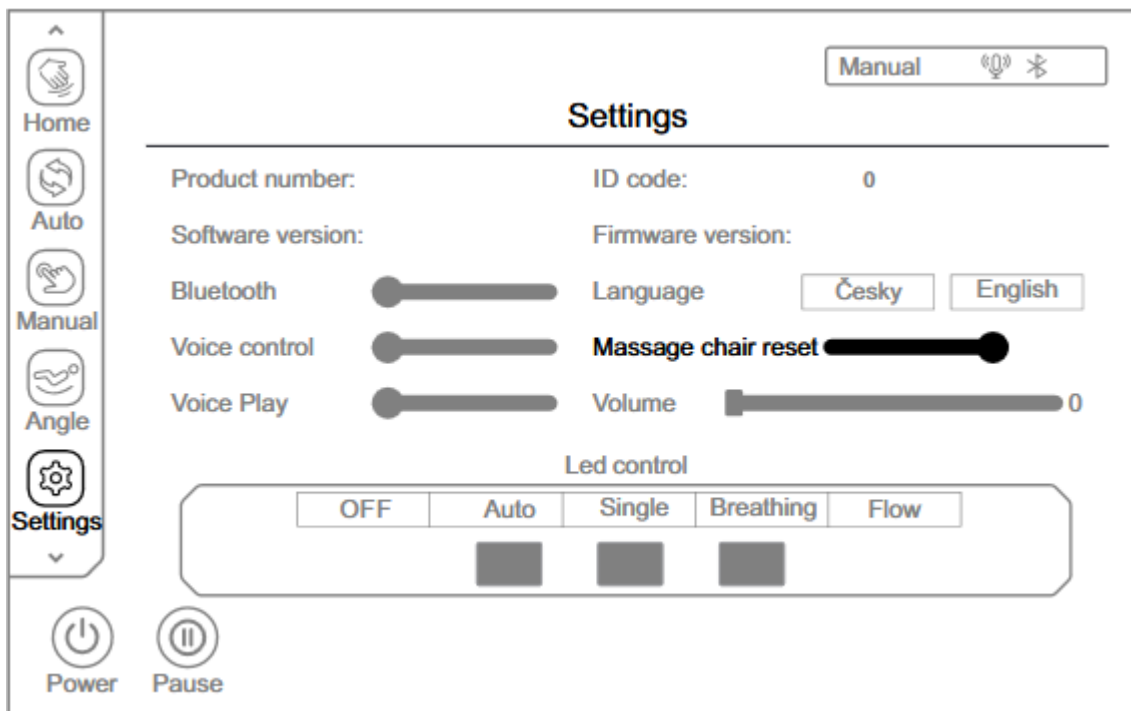 Manual
Settings
Home
Product number:
ID code: 0
Auto
Software version:
Firmware version:
Manual
Bluetooth
Language Česky English
Voice control
Massage chair reset
Angle
Voice Play
Volume 0
Settings
Led control
OFF Auto Single Breathing Flow
Power
Pause